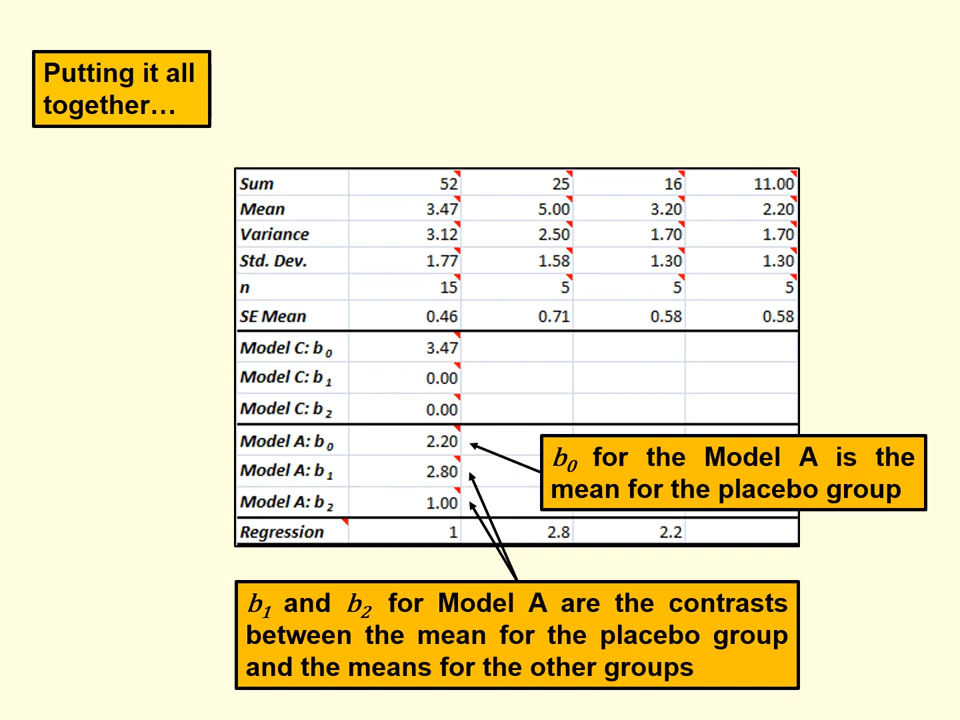 Putting it all
together…
Sum 52 25 16 11.00
Mean 3.47 5.00 3.20 2.20
Variance 3.12 2.50 1.70 1.70
Std. Dev. 1.77 1.58 1.30 1.30
n 15 5 5 5
SE Mean 0.46 0.71 0.58 0.58
Model C: b0 3.47
Model C: b1 0.00
Model C: b2 0.00
Model A: b0 2.20
Model A: b1 2.80
Model A: b2 1.00
Regression 1 2.8 2.2
b0 for the Model A is the
mean for the placebo group
b1 and b2 for Model A are the contrasts
between the mean for the placebo group
and the means for the other groups